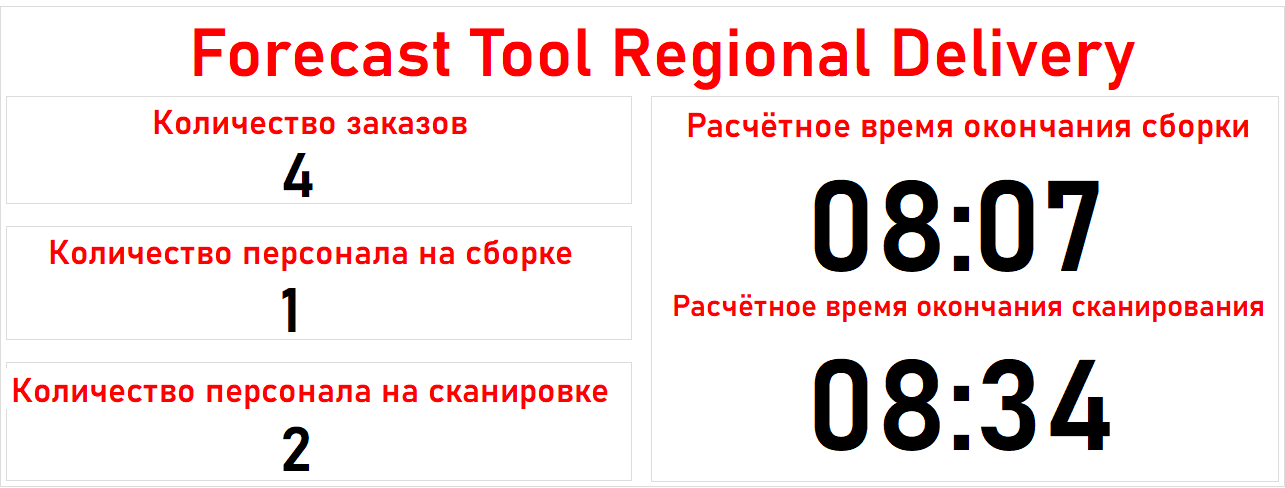 Forecast Tool Regional Delivery
Количество заказов
4
Количество персонала на сборке
1
Количество персонала на сканировке
2
Расчётное время окончания сборки
08:07
Расчётное время окончания сканирования
08:34